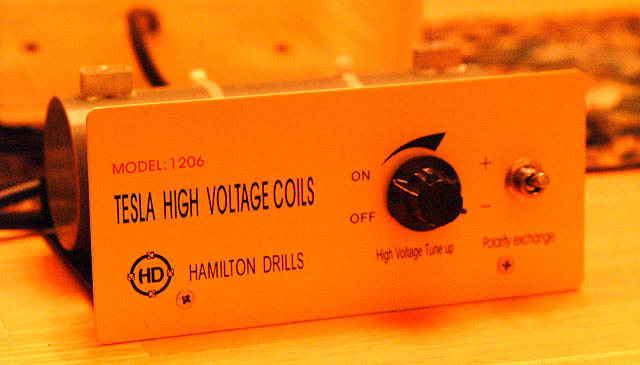 MODEL:1206
TESLA HIGH VOLTAGE COILS
HD
HAMILTON DRILLS
ON
OFF
High Voltage Tune up
+
−
Polarity exchange